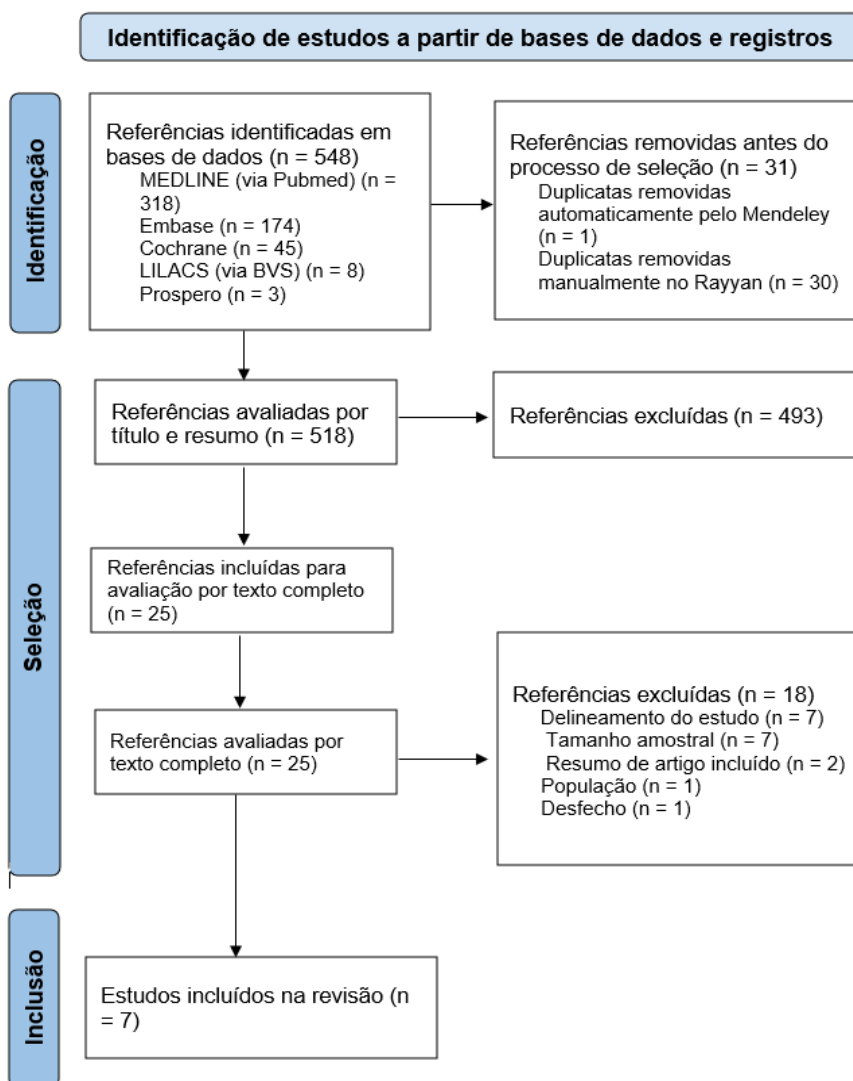 Identificação de estudos a partir de bases de dados e registros
Identificação
Referências identificadas em
bases de dados (n = 548)
MEDLINE (via Pubmed) (n =
318)
Embase (n = 174)
Cochrane (n = 45)
LILACS (via BVS) (n = 8)
Prospero (n = 3)
Referências removidas antes do
processo de seleção (n = 31)
Duplicatas removidas
automaticamente pelo Mendeley
(n = 1)
Duplicatas removidas
manualmente no Rayyan (n = 30)
Seleção
Referências avaliadas por
título e resumo (n = 518)
Referências excluídas (n = 493)
Referências incluídas para
avaliação por texto completo
(n = 25)
Referências avaliadas por
texto completo (n = 25)
Referências excluídas (n = 18)
Delineamento do estudo (n = 7)
Tamanho amostral (n = 7)
Resumo de artigo incluído (n = 2)
População (n = 1)
Desfecho (n = 1)
Inclusão
Estudos incluídos na revisão (n
= 7)